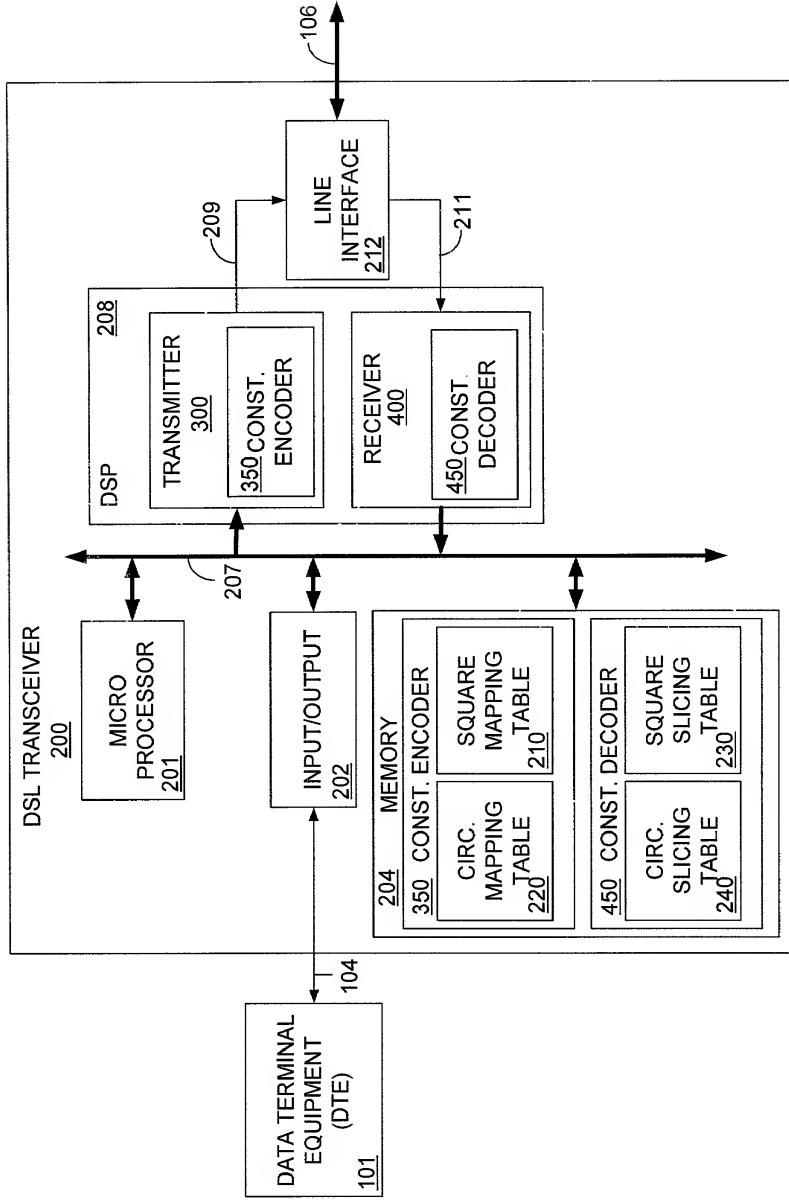 DSL TRANSCEIVER
200
MICRO
PROCESSOR
201
INPUT/OUTPUT
202
204
MEMORY
350 CONST. ENCODER
CIRC.
MAPPING
TABLE
220
SQUARE
MAPPING
TABLE
210
450 CONST. DECODER
CIRC.
SLICING
TABLE
240
SQUARE
SLICING
TABLE
230
207
DSP
208
TRANSMITTER
300
350 CONST.
ENCODER
RECEIVER
400
450 CONST.
DECODER
209
211
LINE
INTERFACE
212
106
104
DATA TERMINAL
EQUIPMENT
(DTE)
101